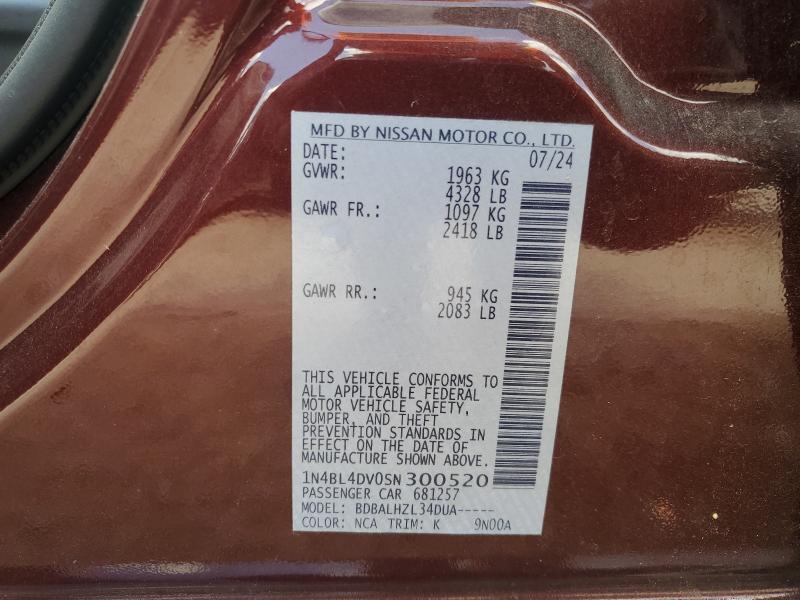 MFD BY NISSAN MOTOR CO., LTD.
DATE: 07/24
GVWR: 1963 KG
4328 LB
GAWR FR.: 1097 KG
2418 LB
GAWR RR.: 945 KG
2083 LB
THIS VEHICLE CONFORMS TO
ALL APPLICABLE FEDERAL
MOTOR VEHICLE SAFETY,
BUMPER, AND THEFT
PREVENTION STANDARDS IN
EFFECT ON THE DATE OF
MANUFACTURE SHOWN ABOVE.
1N4BL4DV0SN300520
PASSENGER CAR 681257
MODEL: BDBALHZL34DUA-----
COLOR: NCA TRIM: K 9N00A